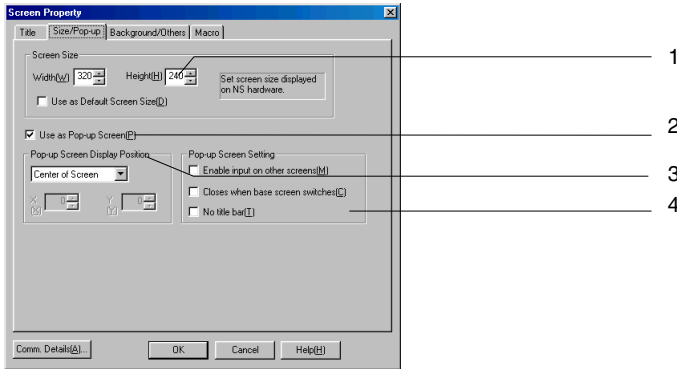 Screen Property
Title Size/Pop-up Background/Others Macro
Screen Size
Width(W) 320 Height(H) 240
Set screen size displayed
on NS hardware.
Use as Default Screen Size(D)
Use as Pop-up Screen(P)
Pop-up Screen Display Position
Center of Screen
X
(X) 0 Y
(Y) 0
Pop-up Screen Setting
Enable input on other screens(M)
Closes when base screen switches(C)
No title bar(T)
Comm. Details(A)... OK Cancel Help(H)
1
2
3
4